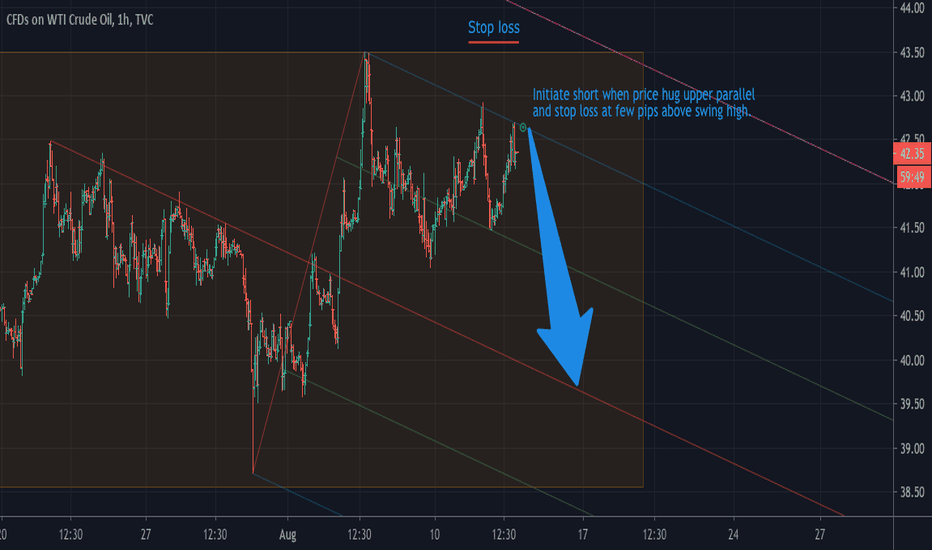 CFDs on WTI Crude Oil, 1h, TVC
Stop loss
Initiate short when price hug upper parallel
and stop loss at few pips above swing high.
44.00
43.50
43.00
42.50
42.35
59:49
41.50
41.00
40.50
40.00
39.50
39.00
38.50
20 12:30 27 12:30 Aug 12:30 10 12:30 17 12:30 24 27